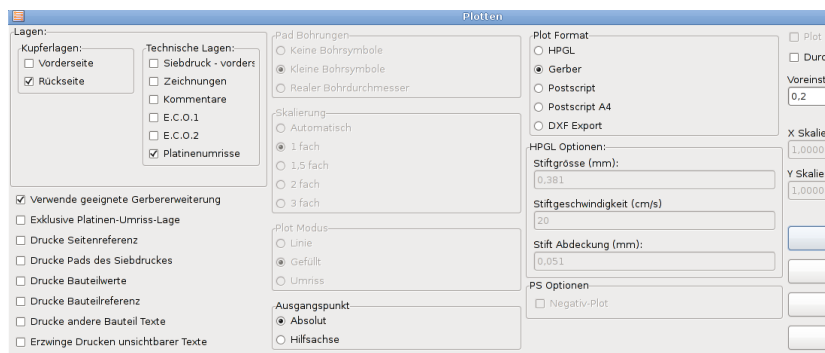 Plotten
Lagen:
Kupferlagen:
Vorderseite
Rückseite
Technische Lagen:
Siebdruck - vorders
Zeichnungen
Kommentare
E.C.O.1
E.C.O.2
Platinenumrisse
Verwende geeignete Gerbererweiterung
Exklusive Platinen-Umriss-Lage
Drucke Seitenreferenz
Drucke Pads des Siebdruckes
Drucke Bauteilwerte
Drucke Bauteilreferenz
Drucke andere Bauteil Texte
Erzwinge Drucken unsichtbarer Texte
Pad Bohrungen
Keine Bohrsymbole
Kleine Bohrsymbole
Realer Bohrdurchmesser
Skalierung
Automatisch
1 fach
1,5 fach
2 fach
3 fach
Plot Modus
Linie
Gefüllt
Umriss
Ausgangspunkt
Absolut
Hilfsachse
Plot Format
HPGL
Gerber
Postscript
Postscript A4
DXF Export
HPGL Optionen:
Stiftgrösse (mm):
0,381
Stiftgeschwindigkeit (cm/s)
20
Stift Abdeckung (mm):
0,051
PS Optionen
Negativ-Plot
Plot
Durc
Voreinst
0,2
X Skalie
1,0000
Y Skalie
1,0000